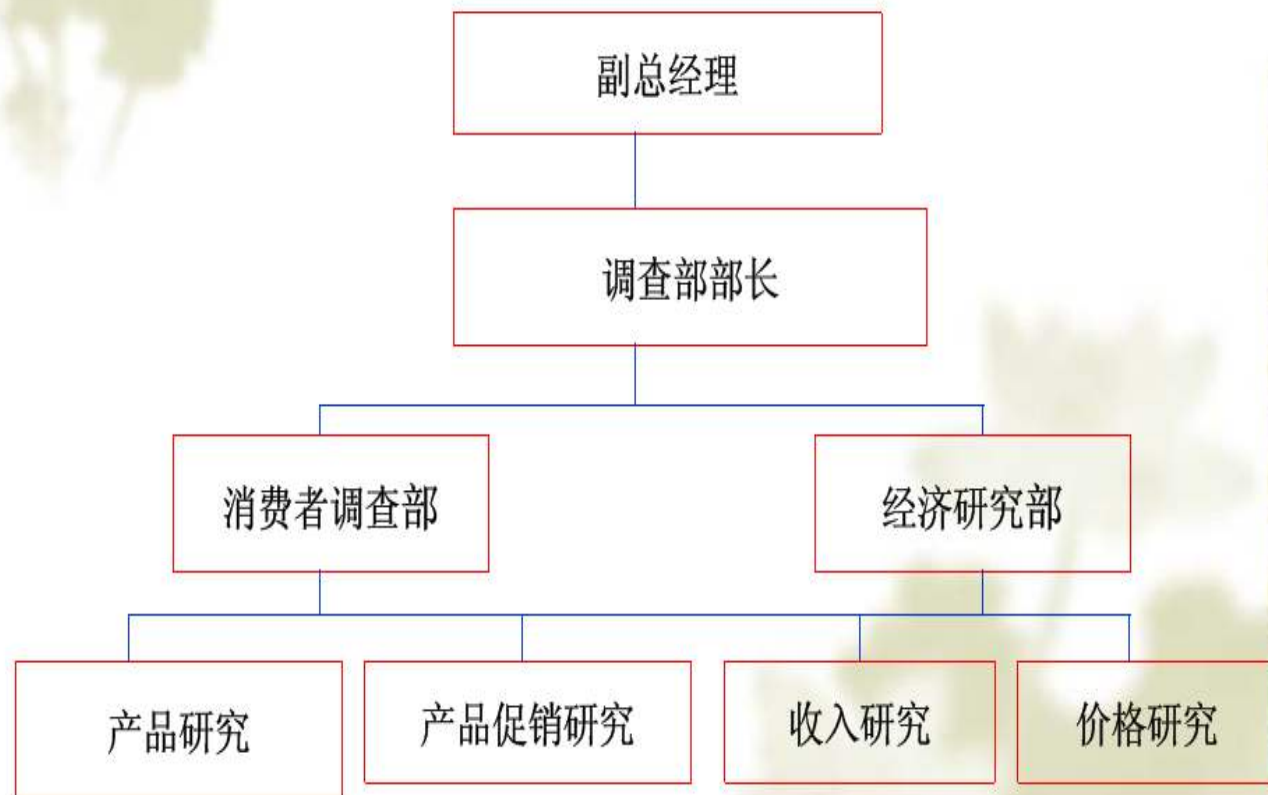 副总经理
调查部部长
消费者调查部
经济研究部
产品研究
产品促销研究
收入研究
价格研究